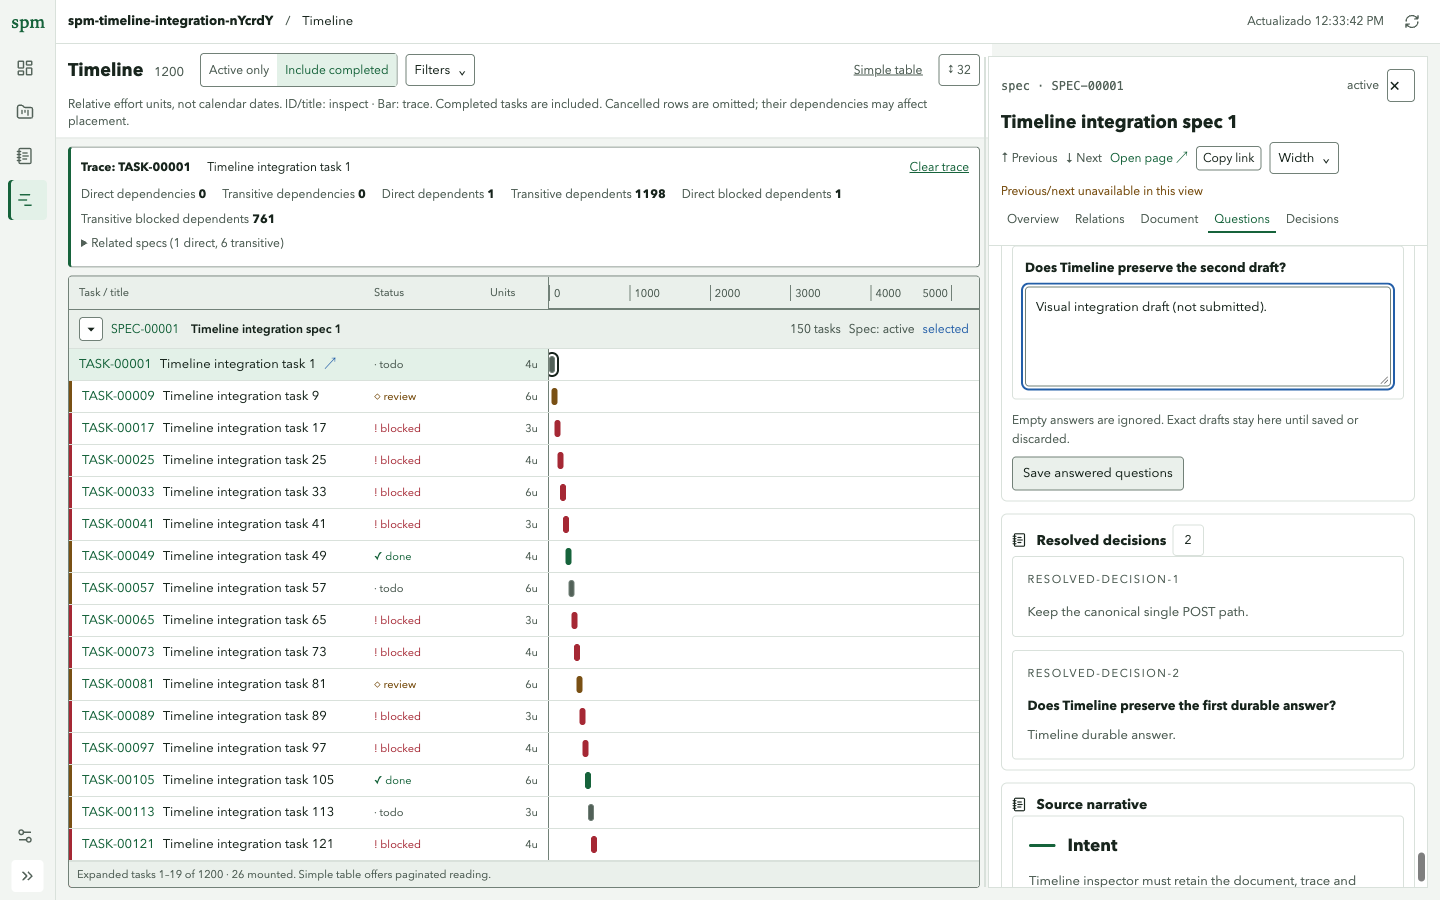 spm
spm-timeline-integration-nYcrdY / Timeline
Actualizado 12:33:42 PM
Timeline 1200
Active only
Include completed
Filters
Simple table
↕ 32
Relative effort units, not calendar dates. ID/title: inspect · Bar: trace. Completed tasks are included. Cancelled rows are omitted; their dependencies may affect
placement.
Trace: TASK-00001 Timeline integration task 1
Clear trace
Direct dependencies 0 Transitive dependencies 0 Direct dependents 1 Transitive dependents 1198 Direct blocked dependents 1
Transitive blocked dependents 761
Related specs (1 direct, 6 transitive)
Task / title Status Units 0 1000 2000 3000 4000 5000
SPEC-00001 Timeline integration spec 1 150 tasks Spec: active selected
TASK-00001 Timeline integration task 1 · todo 4u
TASK-00009 Timeline integration task 9 ◇ review 6u
TASK-00017 Timeline integration task 17 ! blocked 3u
TASK-00025 Timeline integration task 25 ! blocked 4u
TASK-00033 Timeline integration task 33 ! blocked 6u
TASK-00041 Timeline integration task 41 ! blocked 3u
TASK-00049 Timeline integration task 49 ✓ done 4u
TASK-00057 Timeline integration task 57 · todo 6u
TASK-00065 Timeline integration task 65 ! blocked 3u
TASK-00073 Timeline integration task 73 ! blocked 4u
TASK-00081 Timeline integration task 81 ◇ review 6u
TASK-00089 Timeline integration task 89 ! blocked 3u
TASK-00097 Timeline integration task 97 ! blocked 4u
TASK-00105 Timeline integration task 105 ✓ done 6u
TASK-00113 Timeline integration task 113 · todo 3u
TASK-00121 Timeline integration task 121 ! blocked 4u
Expanded tasks 1–19 of 1200 · 26 mounted. Simple table offers paginated reading.
spec · SPEC-00001
active
Timeline integration spec 1
↑ Previous ↓ Next Open page ↗ Copy link Width
Previous/next unavailable in this view
Overview Relations Document Questions Decisions
Does Timeline preserve the second draft?
Visual integration draft (not submitted).
Empty answers are ignored. Exact drafts stay here until saved or
discarded.
Save answered questions
Resolved decisions 2
RESOLVED-DECISION-1
Keep the canonical single POST path.
RESOLVED-DECISION-2
Does Timeline preserve the first durable answer?
Timeline durable answer.
Source narrative
Intent
Timeline inspector must retain the document, trace and